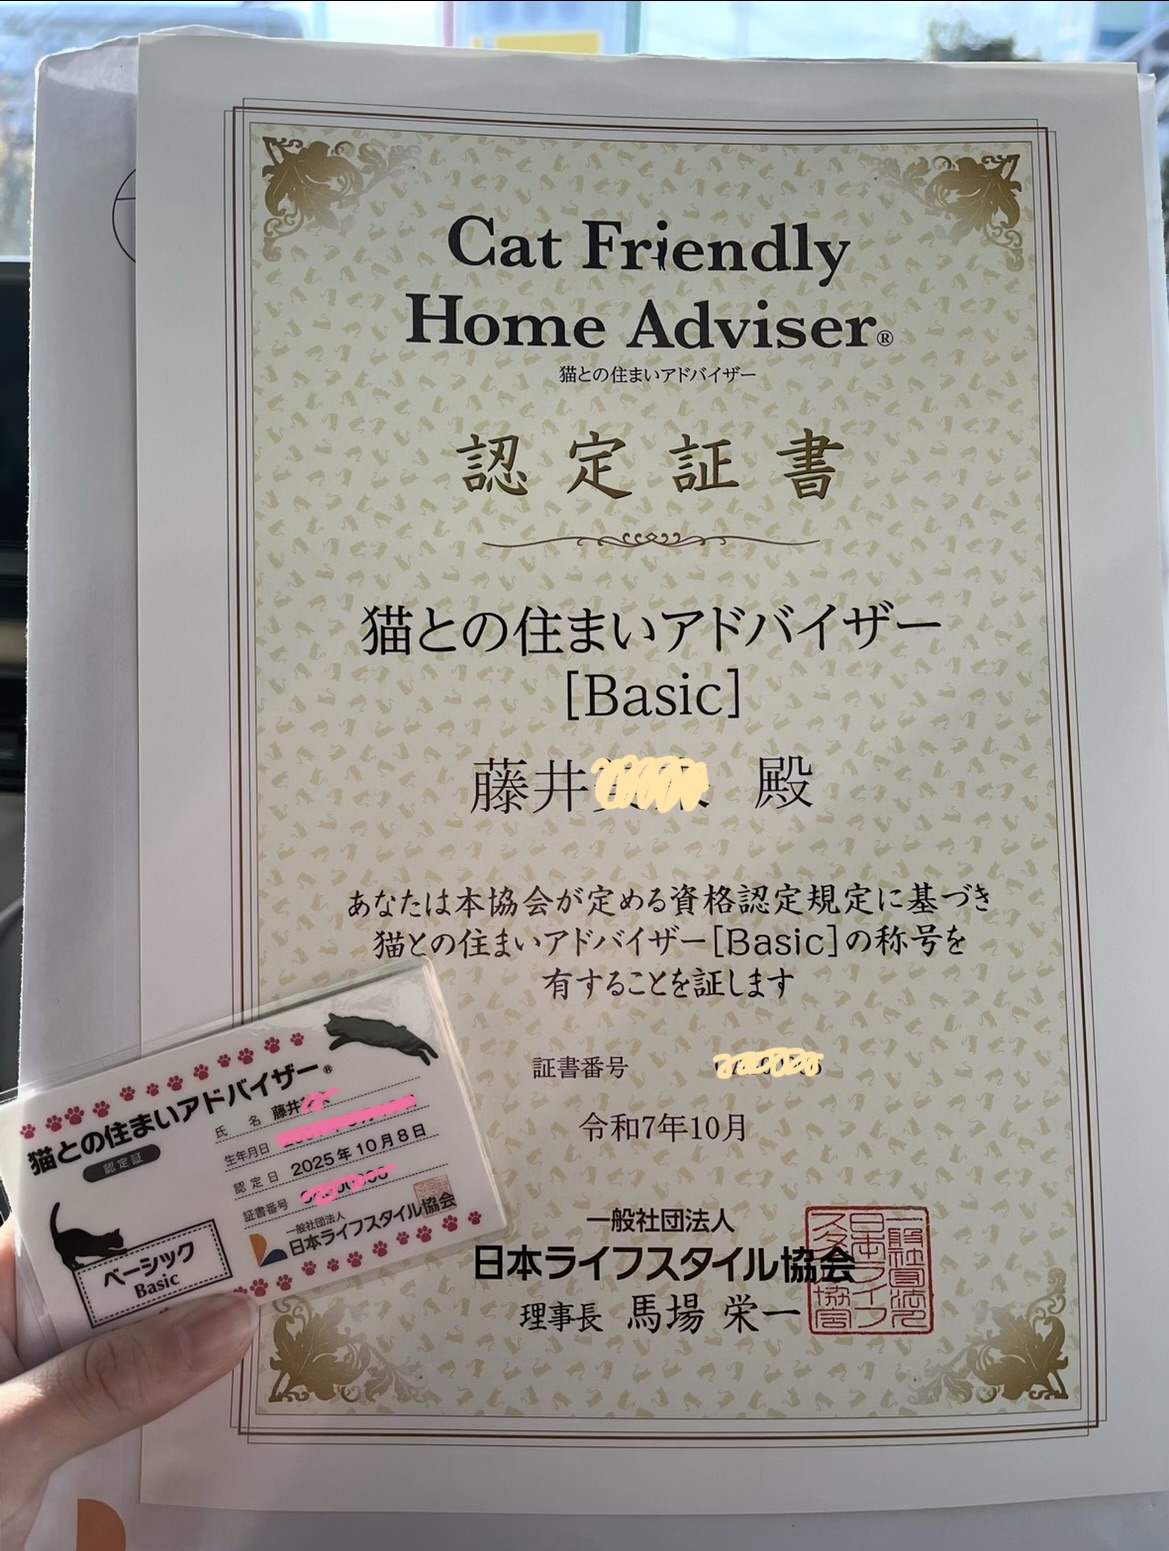 Cat Friendly
Home Adviser®
猫との住まいアドバイザー
認定証書
猫との住まいアドバイザー
[Basic]
藤井 殿
あなたは本協会が定める資格認定規定に基づき
猫との住まいアドバイザー[Basic]の称号を
有することを証します
証書番号
令和7年10月
一般社団法人
日本ライフスタイル協会
理事長 馬場 栄一
猫との住まいアドバイザー®
認定証
氏 名 藤井
生年月日
認定日 2025年10月8日
証書番号
一般社団法人
日本ライフスタイル協会
ベーシック
Basic